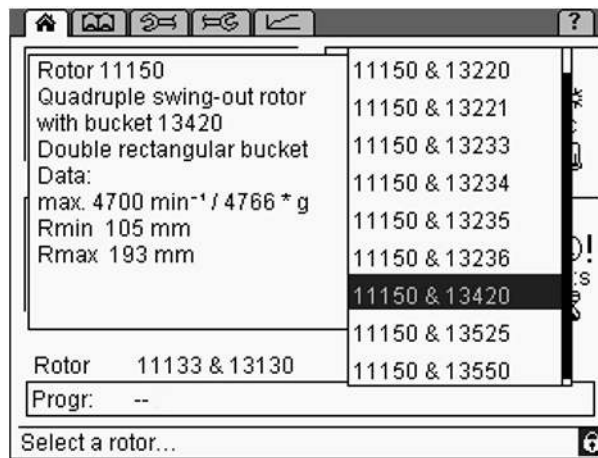 ?
Rotor 11150
Quadruple swing-out rotor
with bucket 13420
Double rectangular bucket
Data:
max. 4700 min⁻¹ / 4766 * g
Rmin 105 mm
Rmax 193 mm
11150 & 13220
11150 & 13221
11150 & 13233
11150 & 13234
11150 & 13235
11150 & 13236
11150 & 13420
11150 & 13525
11150 & 13550
Rotor 11133 & 13130
Progr: --
Select a rotor...